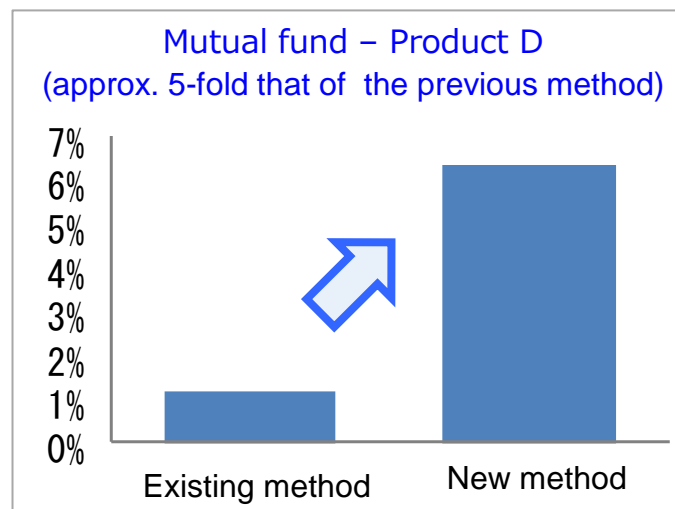 Mutual fund – Product D
(approx. 5-fold that of the previous method)
7%
6%
5%
4%
3%
2%
1%
0%
Existing method
New method